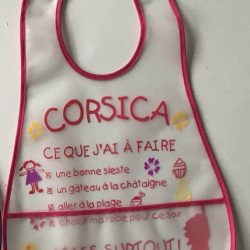 CORSICA
CE QUE J'AI À FAIRE
une bonne sieste
un gâteau à la châtaigne
aller à la plage
choisir ma robe pour ce soir
SURTOUT